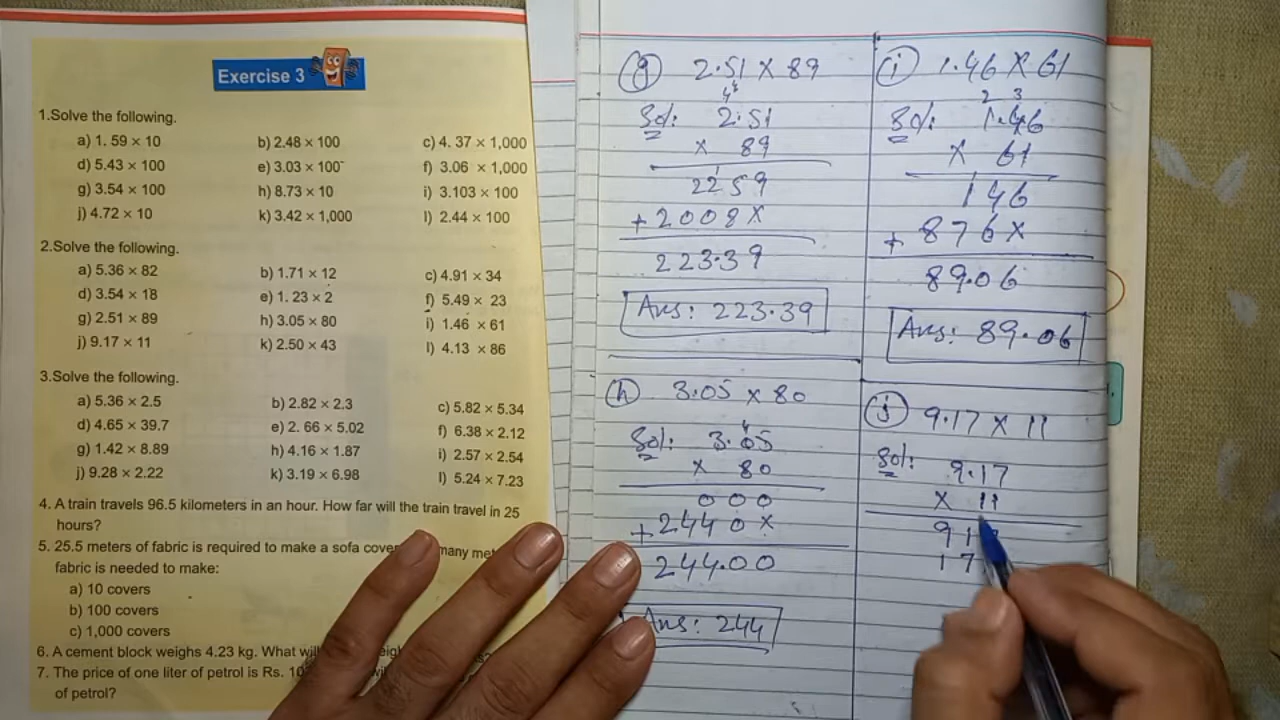 Exercise 3
1.Solve the following.
a) 1. 59 × 10 b) 2.48 × 100 c) 4. 37 × 1,000
d) 5.43 × 100 e) 3.03 × 100 f) 3.06 × 1,000
g) 3.54 × 100 h) 8.73 × 10 i) 3.103 × 100
j) 4.72 × 10 k) 3.42 × 1,000 l) 2.44 × 100
2.Solve the following.
a) 5.36 × 82 b) 1.71 × 12 c) 4.91 × 34
d) 3.54 × 18 e) 1. 23 × 2 f) 5.49 × 23
g) 2.51 × 89 h) 3.05 × 80 i) 1.46 × 61
j) 9.17 × 11 k) 2.50 × 43 l) 4.13 × 86
3.Solve the following.
a) 5.36 × 2.5 b) 2.82 × 2.3 c) 5.82 × 5.34
d) 4.65 × 39.7 e) 2. 66 × 5.02 f) 6.38 × 2.12
g) 1.42 × 8.89 h) 4.16 × 1.87 i) 2.57 × 2.54
j) 9.28 × 2.22 k) 3.19 × 6.98 l) 5.24 × 7.23
4. A train travels 96.5 kilometers in an hour. How far will the train travel in 25
hours?
5. 25.5 meters of fabric is required to make a sofa cover many
fabric is needed to make:
a) 10 covers
b) 100 covers
c) 1,000 covers
6. A cement block weighs 4.23 kg. What
7. The price of one liter of petrol is Rs.
of petrol?
g 2.51 × 89
4 4
Sol: 2.51
× 89
1
2259
+ 2008×
223.39
Ans: 223.39
h 3.05 × 80
4
Sol: 3.05
× 80
000
+ 2440×
244.00
Ans: 244
i 1.46 × 61
2 3
Sol: 1.46
× 61
1
146
+ 876×
89.06
Ans: 89.06
j 9.17 × 11
Sol: 9.17
× 11
91
17